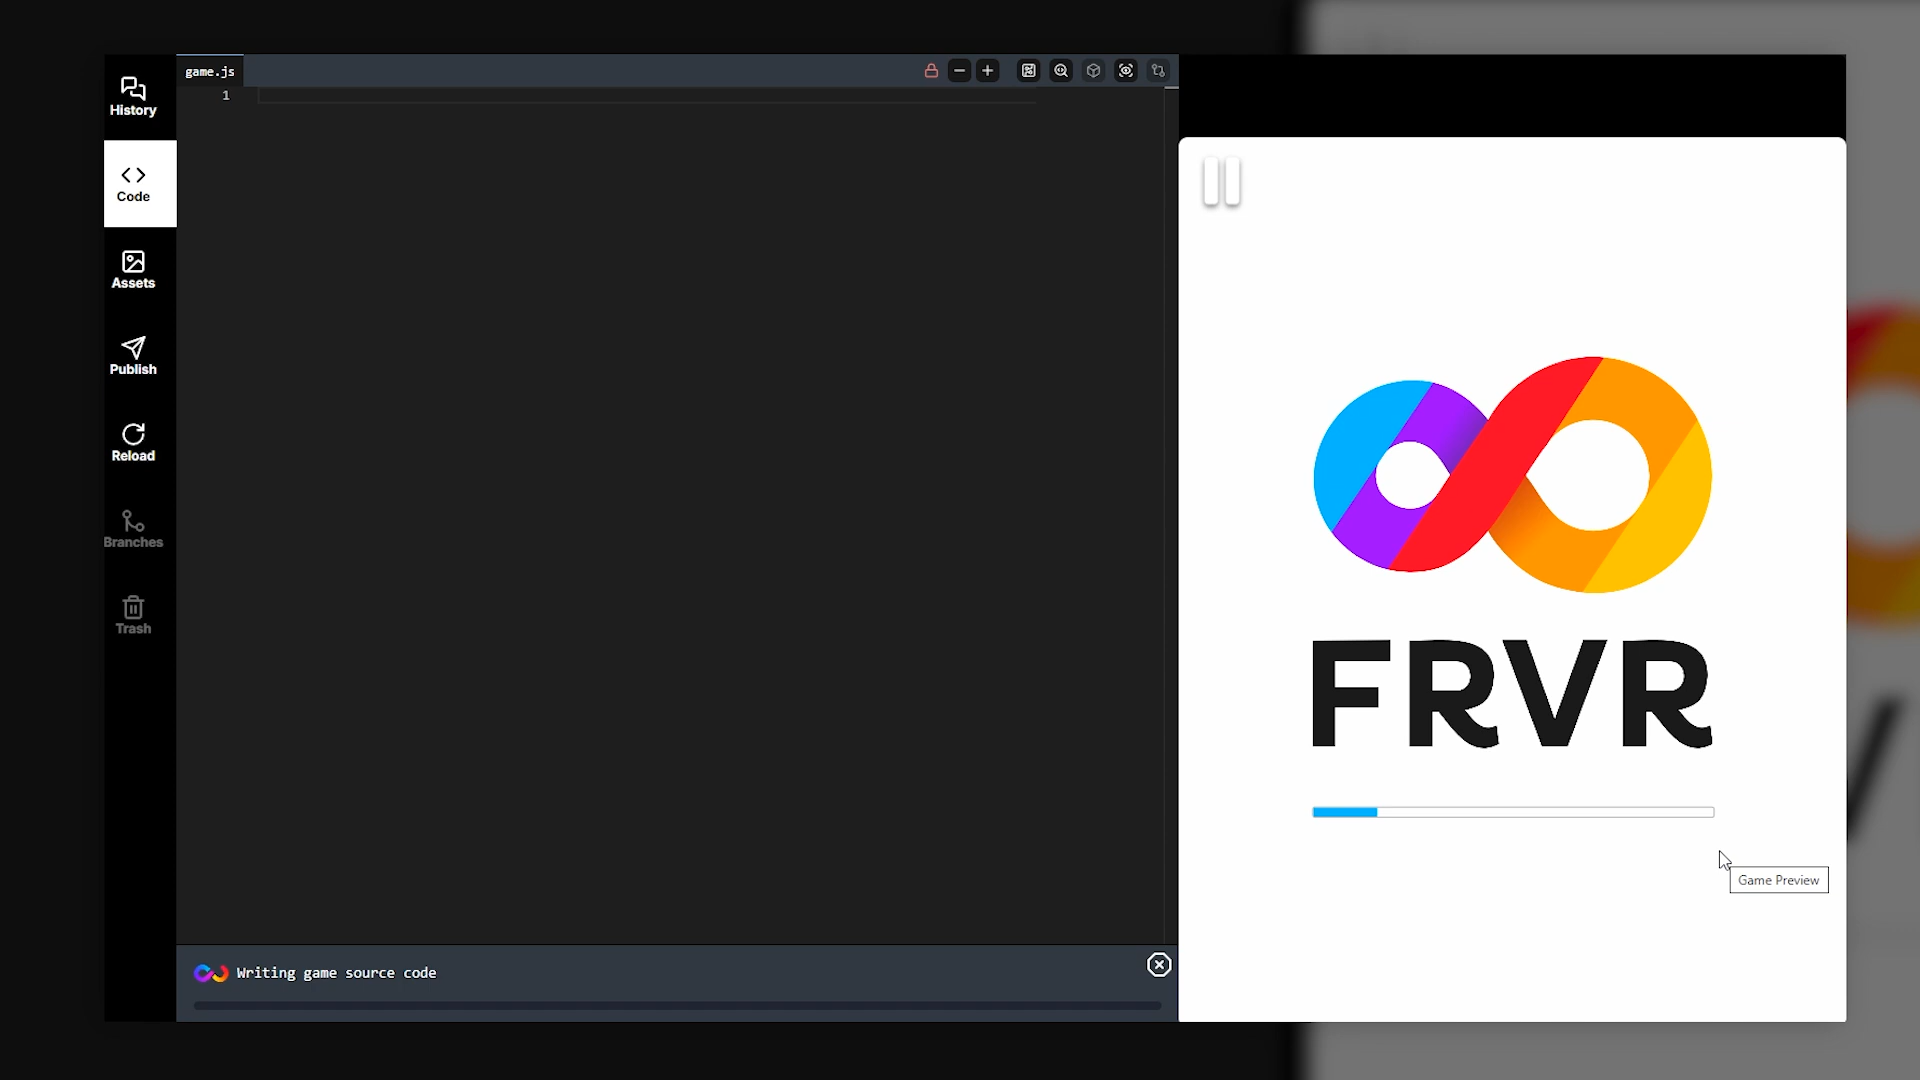 game.js
1
History
Code
Assets
Publish
Reload
Branches
Trash
FRVR
Game Preview
Writing game source code